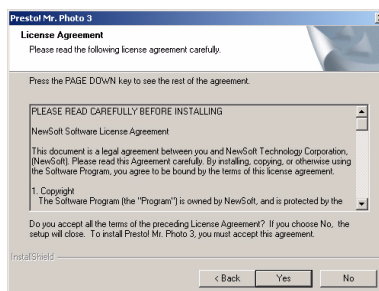 Presto! Mr. Photo 3
License Agreement
Please read the following license agreement carefully.
Press the PAGE DOWN key to see the rest of the agreement.
PLEASE READ CAREFULLY BEFORE INSTALLING
NewSoft Software License Agreement
This document is a legal agreement between you and NewSoft Technology Corporation,
(NewSoft). Please read this Agreement carefully. By installing, copying, or otherwise using
the Software Program, you agree to be bound by the terms of this license agreement.
1. Copyright
The Software Program (the "Program") is owned by NewSoft, and is protected by the
Do you accept all the terms of the preceding License Agreement? If you choose No, the
setup will close. To install Presto! Mr. Photo 3, you must accept this agreement.
InstallShield
< Back
Yes
No